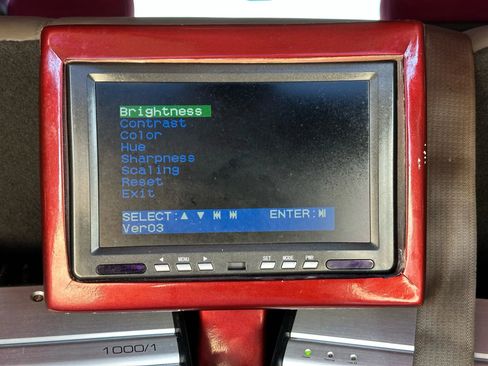 Brightness
Contrast
Color
Hue
Sharpness
Scaling
Reset
Exit
SELECT:▲ ▼ ⏮ ⏭ ENTER:⏯
Ver03
◄ MENU ► SET MODE PWR
1000/1